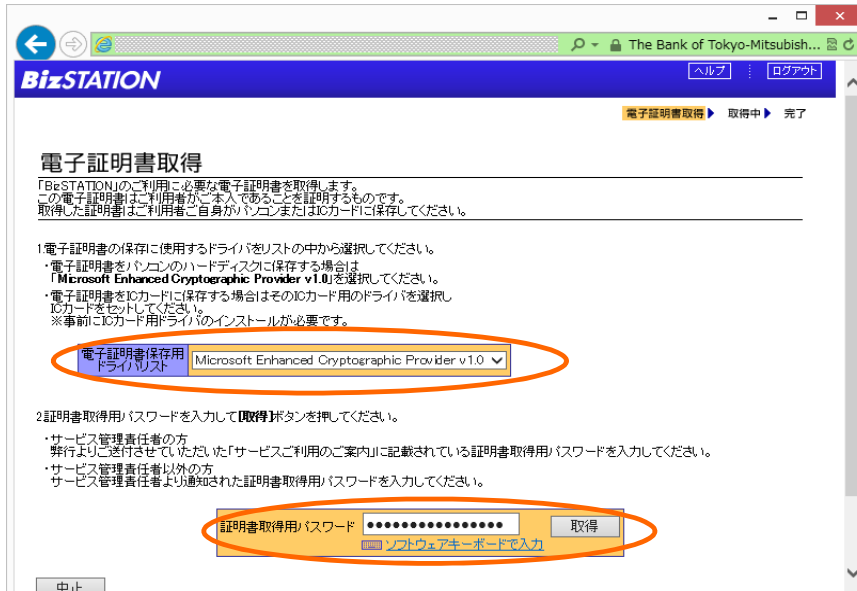 The Bank of Tokyo-Mitsubish...
BizSTATION
ヘルプ
ログアウト
電子証明書取得 取得中 完了
電子証明書取得
「BizSTATION」のご利用に必要な電子証明書を取得します。
この電子証明書はご利用者がご本人であることを証明するものです。
取得した証明書はご利用者ご自身がパソコンまたはICカードに保存してください。
1.電子証明書の保存に使用するドライバをリストの中から選択してください。
・電子証明書をパソコンのハードディスクに保存する場合は
「Microsoft Enhanced Cryptographic Provider v1.0」を選択してください。
・電子証明書をICカードに保存する場合はそのICカード用のドライバを選択し
ICカードをセットしてください。
※事前にICカード用ドライバのインストールが必要です。
電子証明書保存用
ドライバリスト
Microsoft Enhanced Cryptographic Provider v1.0
2.証明書取得用パスワードを入力して【取得】ボタンを押してください。
・サービス管理責任者の方
弊行よりご送付させていただいた「サービスご利用のご案内」に記載されている証明書取得用パスワードを入力してください。
・サービス管理責任者以外の方
サービス管理責任者より通知された証明書取得用パスワードを入力してください。
証明書取得用パスワード ●●●●●●●●●●●●●●●● 取得
ソフトウェアキーボードで入力
中止